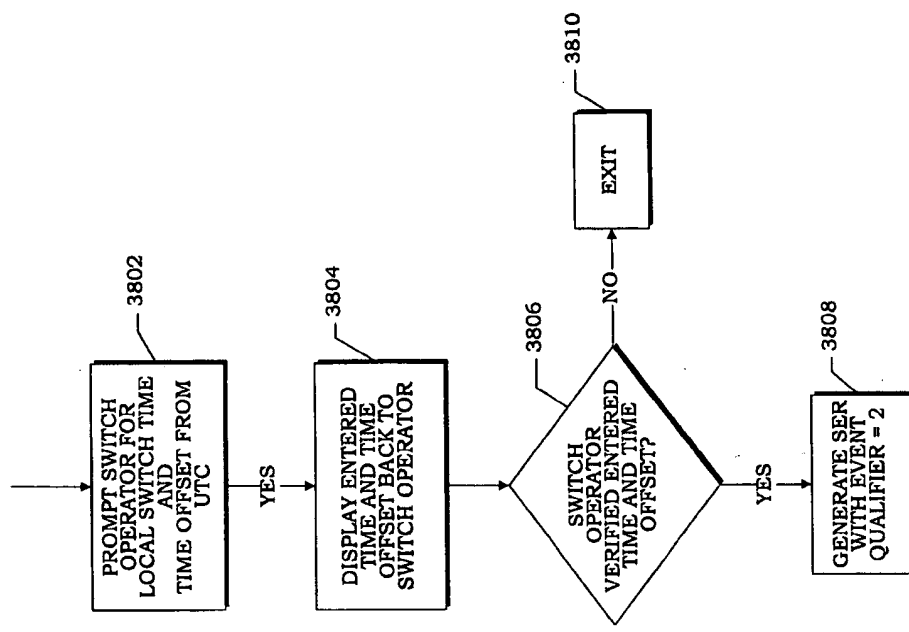 3802
PROMPT SWITCH
OPERATOR FOR
LOCAL SWITCH TIME
AND
TIME OFFSET FROM
UTC
YES
3804
DISPLAY ENTERED
TIME AND TIME
OFFSET BACK TO
SWITCH OPERATOR
3806
SWITCH
OPERATOR
VERIFIED ENTERED
TIME AND TIME
OFFSET?
NO
3810
EXIT
YES
3808
GENERATE SER
WITH EVENT
QUALIFIER = 2